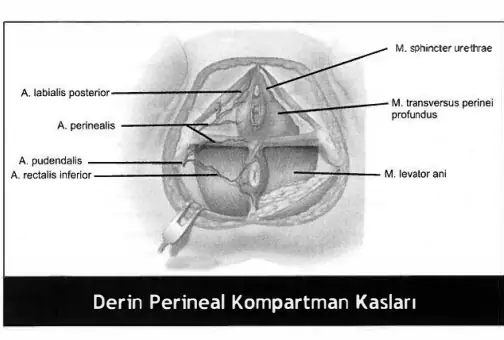 M. sphincter urethrae
A. labialis posterior
M. transversus perinei
profundus
A. perinealis
A. pudendalis
A. rectalis inferior
M. levator ani
Derin Perineal Kompartman Kasları